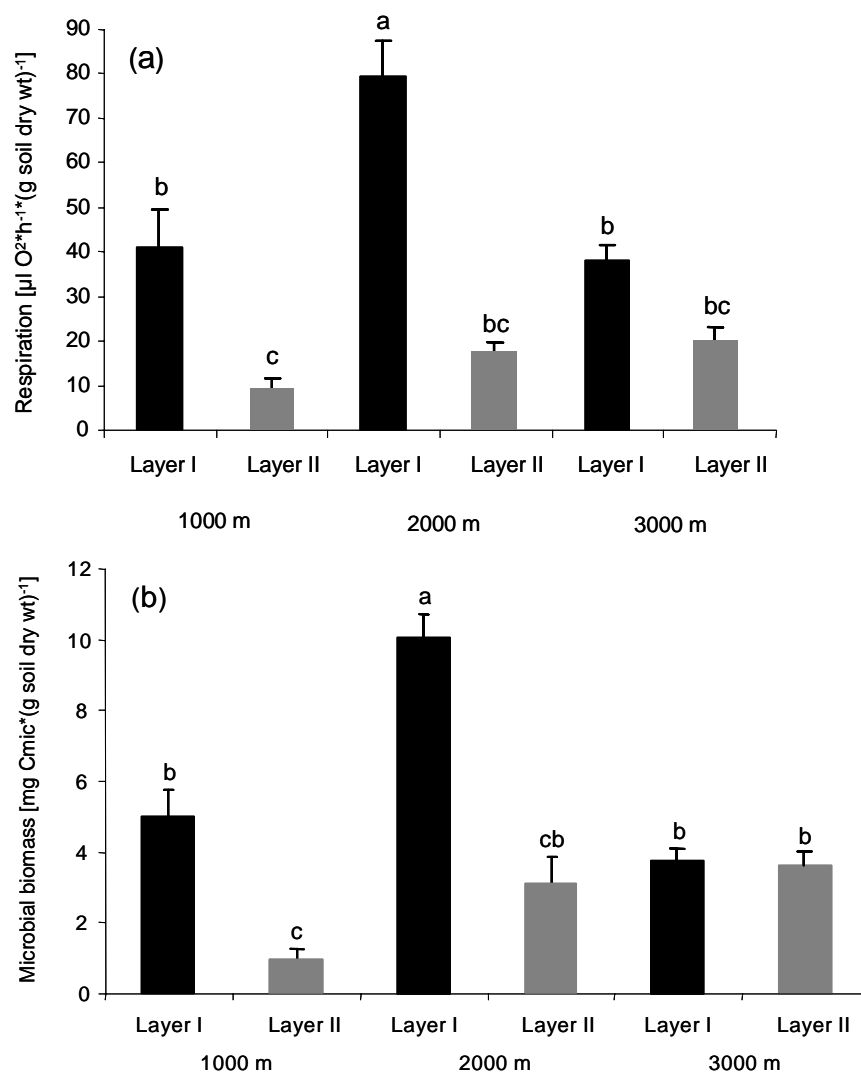 (a)
Respiration [µl O²*h⁻¹*(g soil dry wt)⁻¹]
90
80
70
60
50
40
30
20
10
0
b
c
a
bc
b
bc
Layer I Layer II Layer I Layer II Layer I Layer II
1000 m 2000 m 3000 m
(b)
Microbial biomass [mg Cmic*(g soil dry wt)⁻¹]
12
10
8
6
4
2
0
b
c
a
cb
b
b
Layer I Layer II Layer I Layer II Layer I Layer II
1000 m 2000 m 3000 m